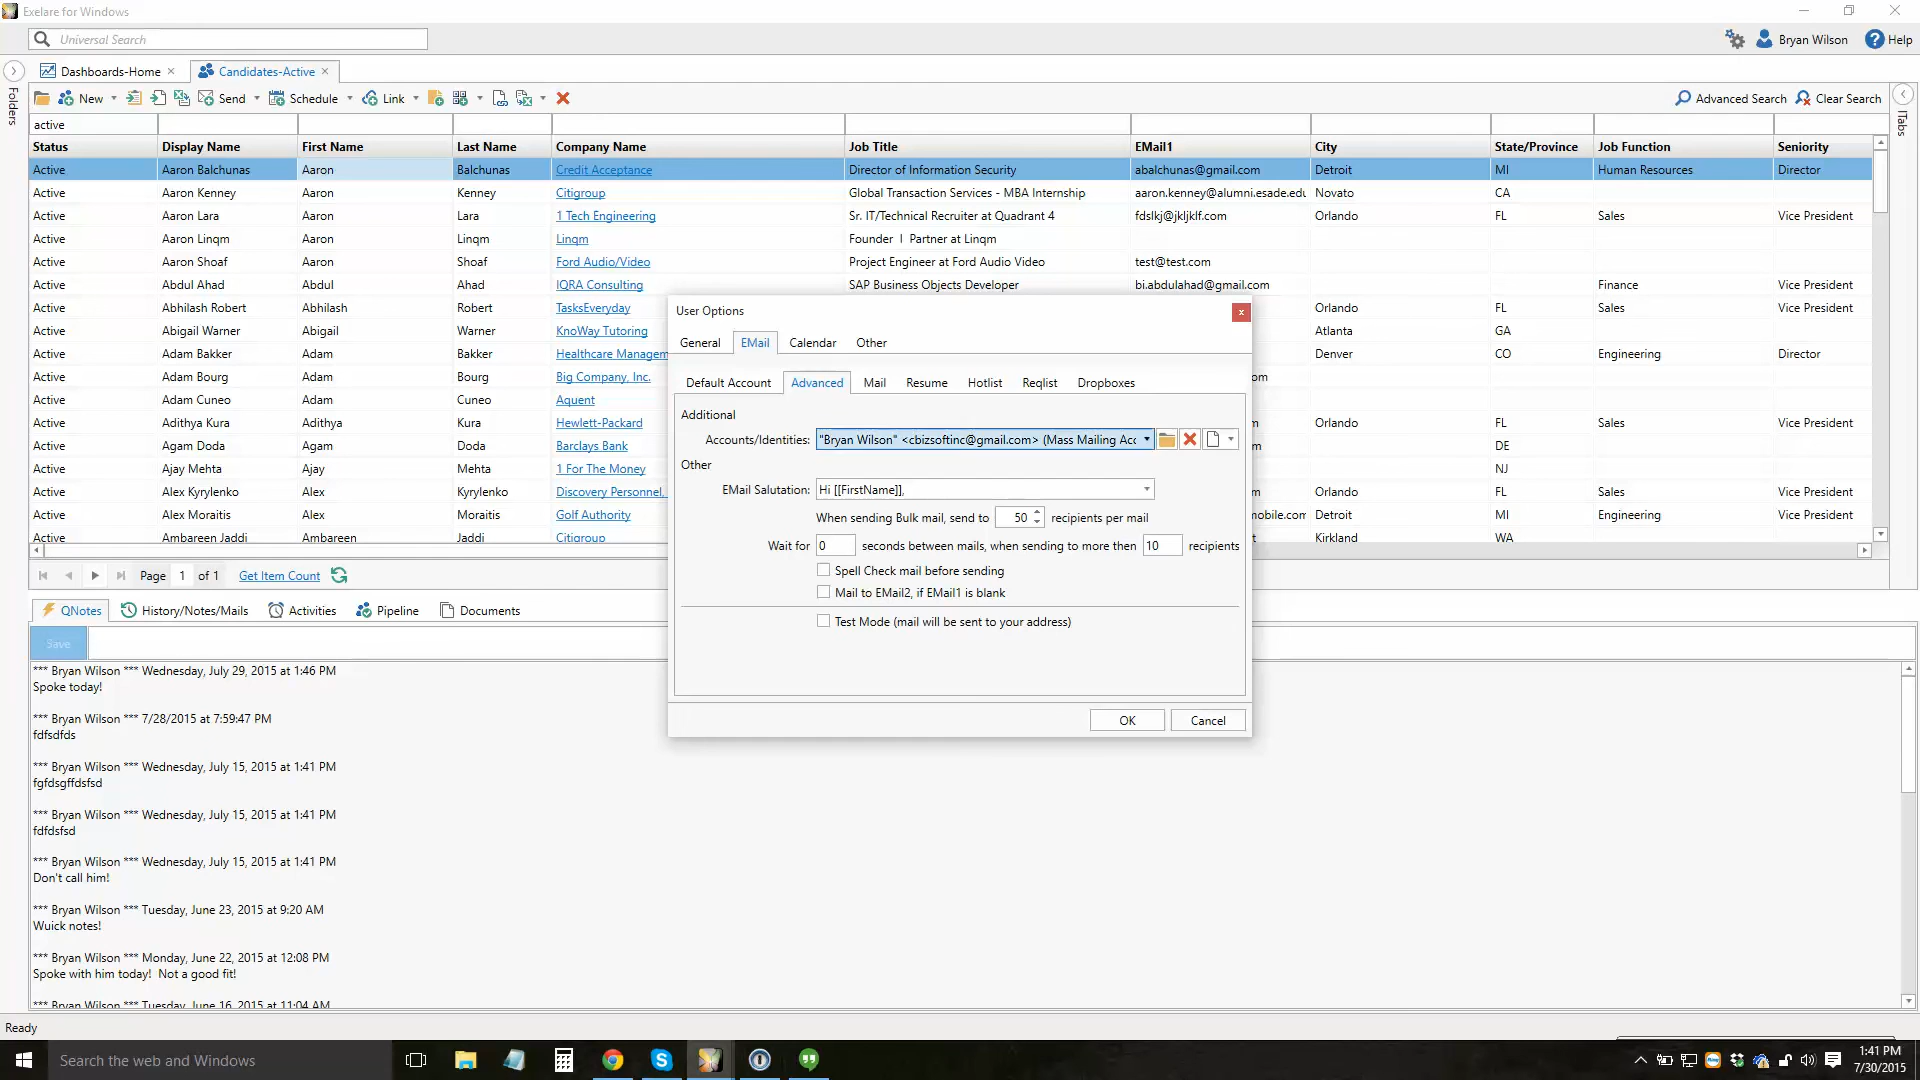 Exelare for Windows
Universal Search
Bryan Wilson
Help
Dashboards-Home
Candidates-Active
Folders
New
Send
Schedule
Link
Advanced Search
Clear Search
ITabs
active
Status Display Name First Name Last Name Company Name Job Title EMail1 City State/Province Job Function Seniority
Active Aaron Balchunas Aaron Balchunas Credit Acceptance Director of Information Security abalchunas@gmail.com Detroit MI Human Resources Director
Active Aaron Kenney Aaron Kenney Citigroup Global Transaction Services - MBA Internship aaron.kenney@alumni.esade.edu Novato CA
Active Aaron Lara Aaron Lara 1 Tech Engineering Sr. IT/Technical Recruiter at Quadrant 4 fdslkj@jkljklf.com Orlando FL Sales Vice President
Active Aaron Linqm Aaron Linqm Linqm Founder | Partner at Linqm
Active Aaron Shoaf Aaron Shoaf Ford Audio/Video Project Engineer at Ford Audio Video test@test.com
Active Abdul Ahad Abdul Ahad IQRA Consulting SAP Business Objects Developer bi.abdulahad@gmail.com Finance Vice President
Active Abhilash Robert Abhilash Robert TasksEveryday Orlando FL Sales Vice President
Active Abigail Warner Abigail Warner KnoWay Tutoring Atlanta GA
Active Adam Bakker Adam Bakker Healthcare Managem Denver CO Engineering Director
Active Adam Bourg Adam Bourg Big Company, Inc. om
Active Adam Cuneo Adam Cuneo Aquent
Active Adithya Kura Adithya Kura Hewlett-Packard Orlando FL Sales Vice President
Active Agam Doda Agam Doda Barclays Bank DE
Active Ajay Mehta Ajay Mehta 1 For The Money NJ
Active Alex Kyrylenko Alex Kyrylenko Discovery Personnel, Orlando FL Sales Vice President
Active Alex Moraitis Alex Moraitis Golf Authority mobile.com Detroit MI Engineering Vice President
Active Ambareen Jaddi Ambareen Jaddi Citigroup Kirkland WA
Page 1 of 1 Get Item Count
QNotes History/Notes/Mails Activities Pipeline Documents
Save
*** Bryan Wilson *** Wednesday, July 29, 2015 at 1:46 PM
Spoke today!
*** Bryan Wilson *** 7/28/2015 at 7:59:47 PM
fdfsdfds
*** Bryan Wilson *** Wednesday, July 15, 2015 at 1:41 PM
fgfdsgffdsfsd
*** Bryan Wilson *** Wednesday, July 15, 2015 at 1:41 PM
fdfdsfsd
*** Bryan Wilson *** Wednesday, July 15, 2015 at 1:41 PM
Don't call him!
*** Bryan Wilson *** Tuesday, June 23, 2015 at 9:20 AM
Wuick notes!
*** Bryan Wilson *** Monday, June 22, 2015 at 12:08 PM
Spoke with him today! Not a good fit!
*** Bryan Wilson *** Tuesday, June 16, 2015 at 11:04 AM
User Options
x
General EMail Calendar Other
Default Account Advanced Mail Resume Hotlist Reqlist Dropboxes
Additional
Accounts/Identities: "Bryan Wilson" <cbizsoftinc@gmail.com> (Mass Mailing Acc
Other
EMail Salutation: Hi [[FirstName]],
When sending Bulk mail, send to 50 recipients per mail
Wait for 0 seconds between mails, when sending to more then 10 recipients
Spell Check mail before sending
Mail to EMail2, if EMail1 is blank
Test Mode (mail will be sent to your address)
OK Cancel
Ready
Search the web and Windows
1:41 PM
7/30/2015